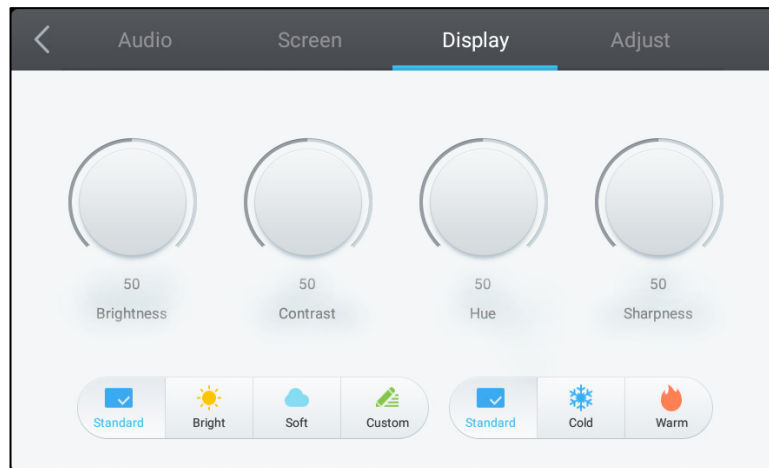 Audio Screen Display Adjust
50 50 50 50
Brightness Contrast Hue Sharpness
Standard Bright Soft Custom Standard Cold Warm